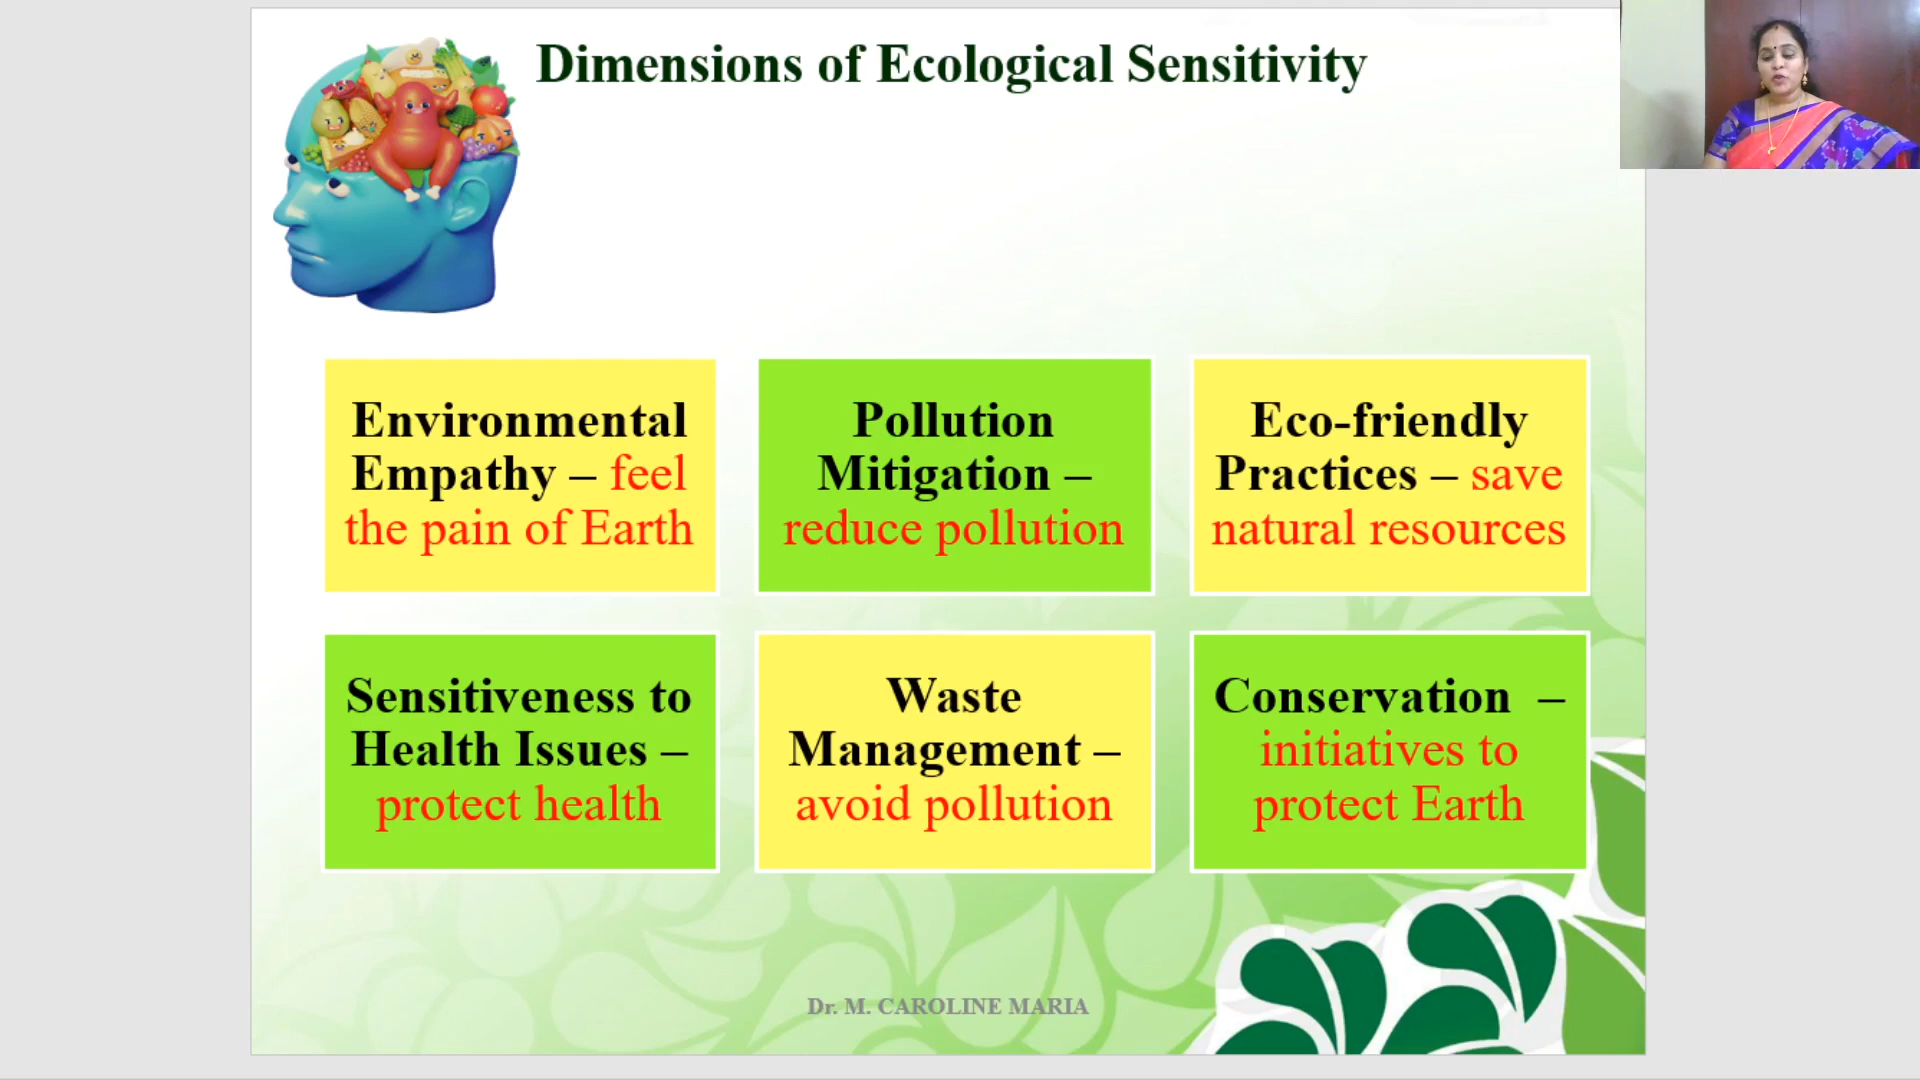 Dimensions of Ecological Sensitivity
Environmental
Empathy – feel
the pain of Earth
Pollution
Mitigation –
reduce pollution
Eco-friendly
Practices – save
natural resources
Sensitiveness to
Health Issues –
protect health
Waste
Management –
avoid pollution
Conservation –
initiatives to
protect Earth
Dr. M. CAROLINE MARIA